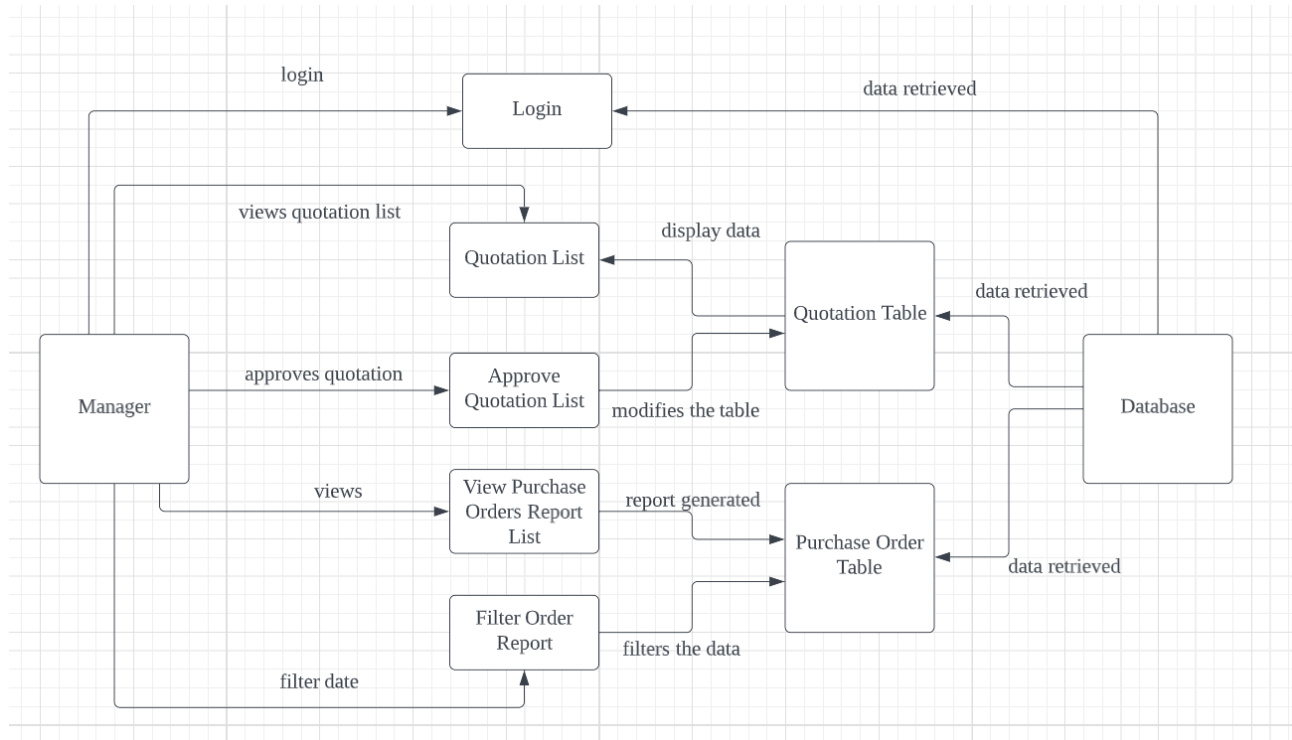 login
Login
data retrieved
views quotation list
display data
Quotation List
data retrieved
Quotation Table
approves quotation
Approve
Quotation List
modifies the table
Manager
Database
views
View Purchase
Orders Report
List
report generated
Purchase Order
Table
data retrieved
Filter Order
Report
filters the data
filter date